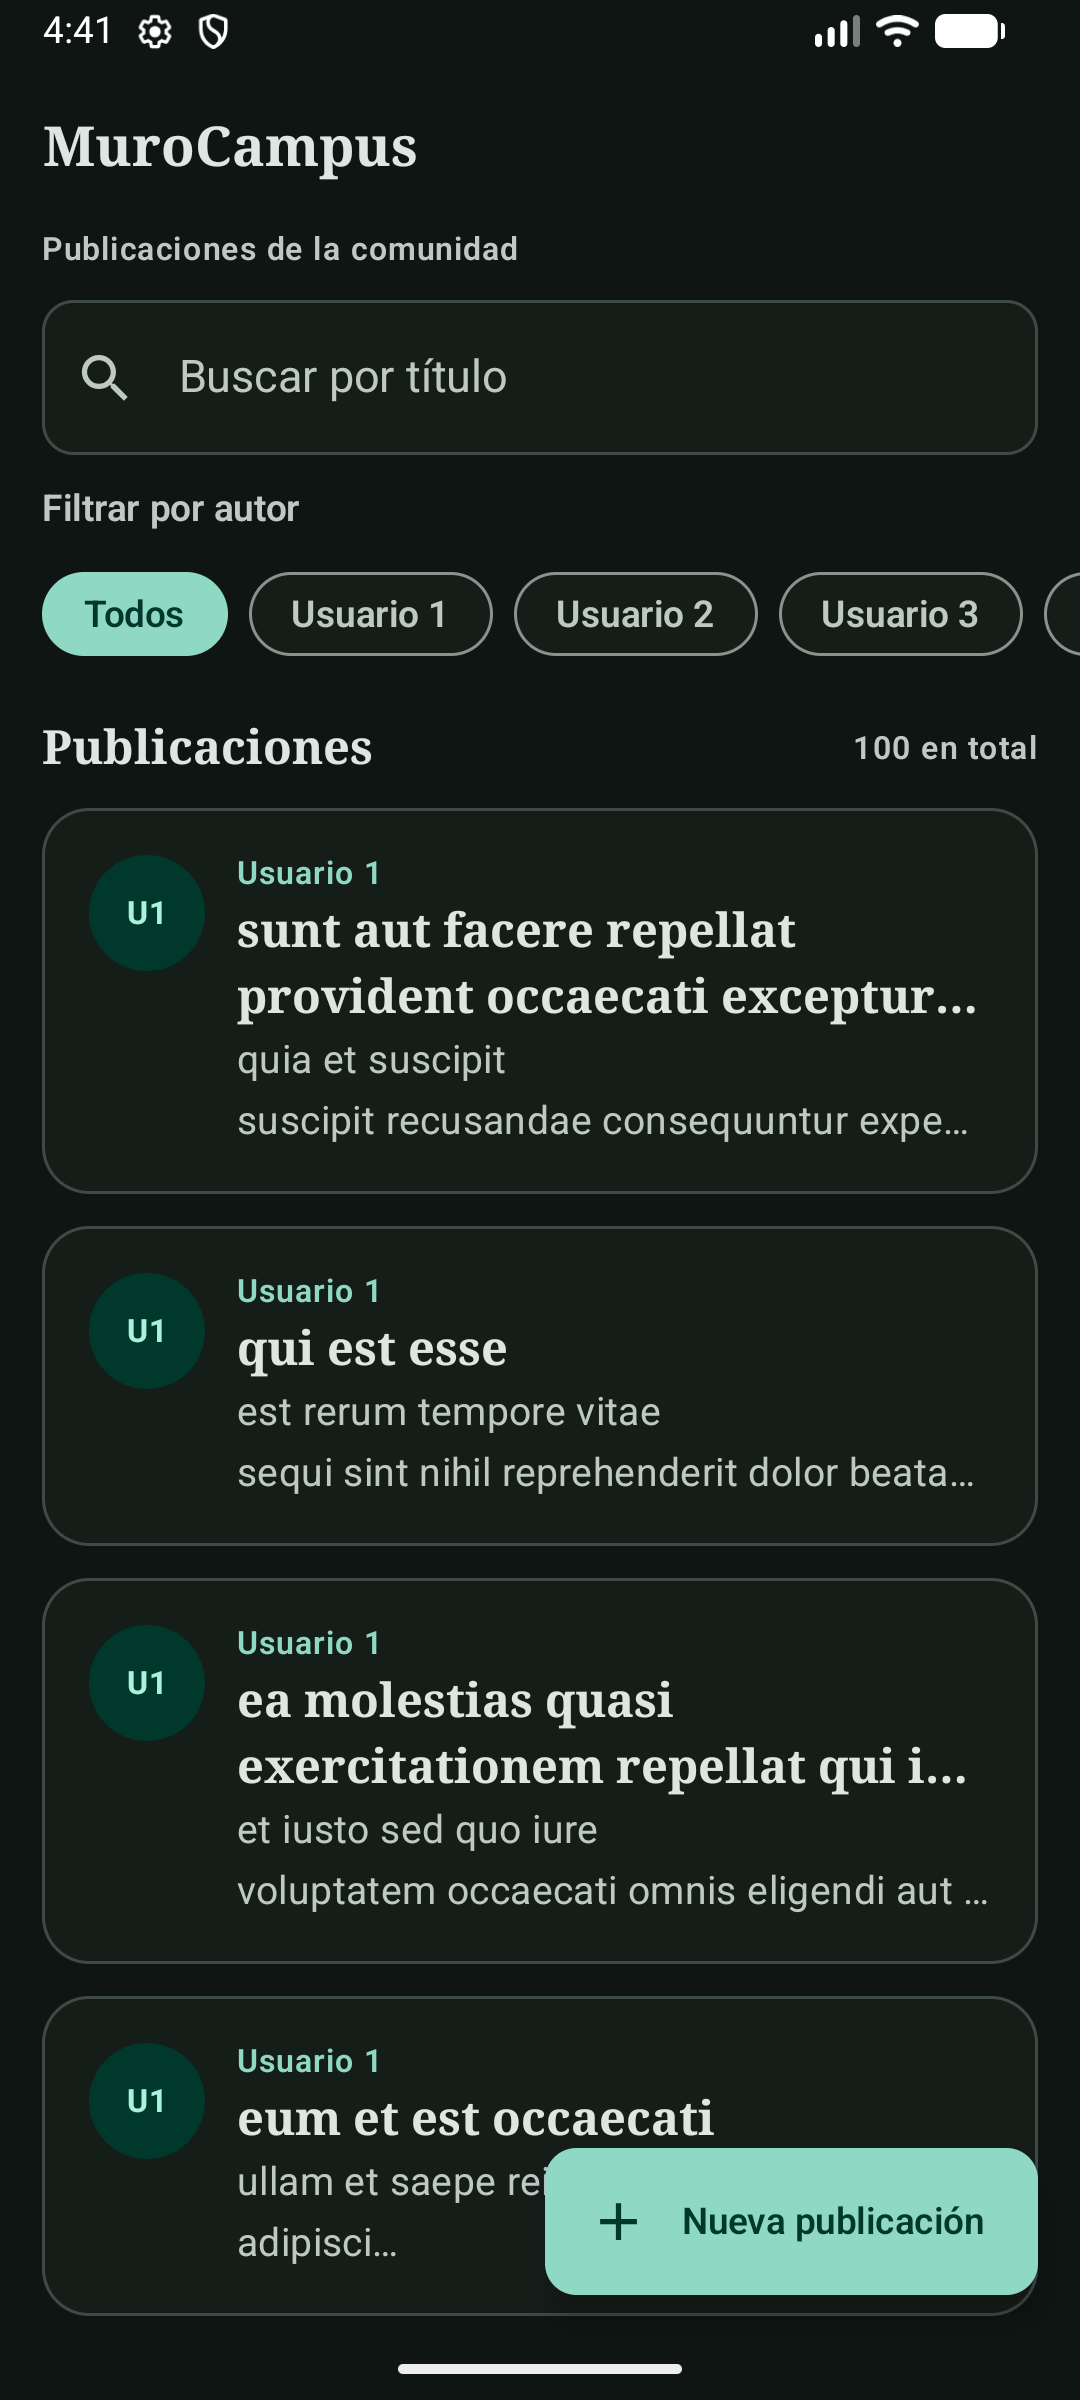 4:41
MuroCampus
Publicaciones de la comunidad
Buscar por título
Filtrar por autor
Todos
Usuario 1
Usuario 2
Usuario 3
Publicaciones
100 en total
U1
Usuario 1
sunt aut facere repellat
provident occaecati exceptur...
quia et suscipit
suscipit recusandae consequuntur expe...
U1
Usuario 1
qui est esse
est rerum tempore vitae
sequi sint nihil reprehenderit dolor beata...
U1
Usuario 1
ea molestias quasi
exercitationem repellat qui i...
et iusto sed quo iure
voluptatem occaecati omnis eligendi aut ...
U1
Usuario 1
eum et est occaecati
ullam et saepe
adipisci...
Nueva publicación